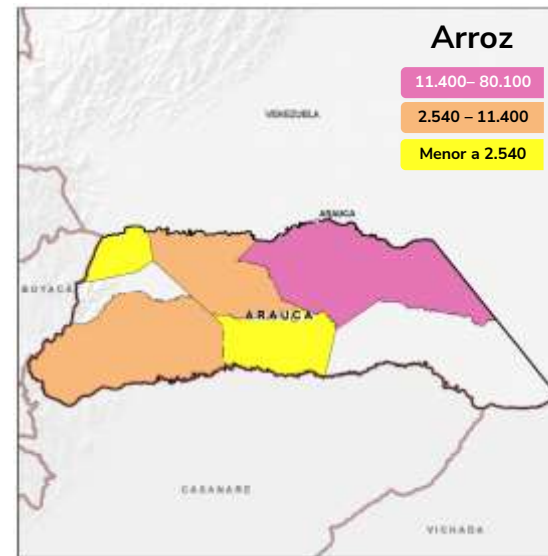 Arroz
11.400– 80.100
2.540 – 11.400
Menor a 2.540
VENEZUELA
ARAUCA
BOYACÁ
ARAUCA
CASANARE
VICHADA